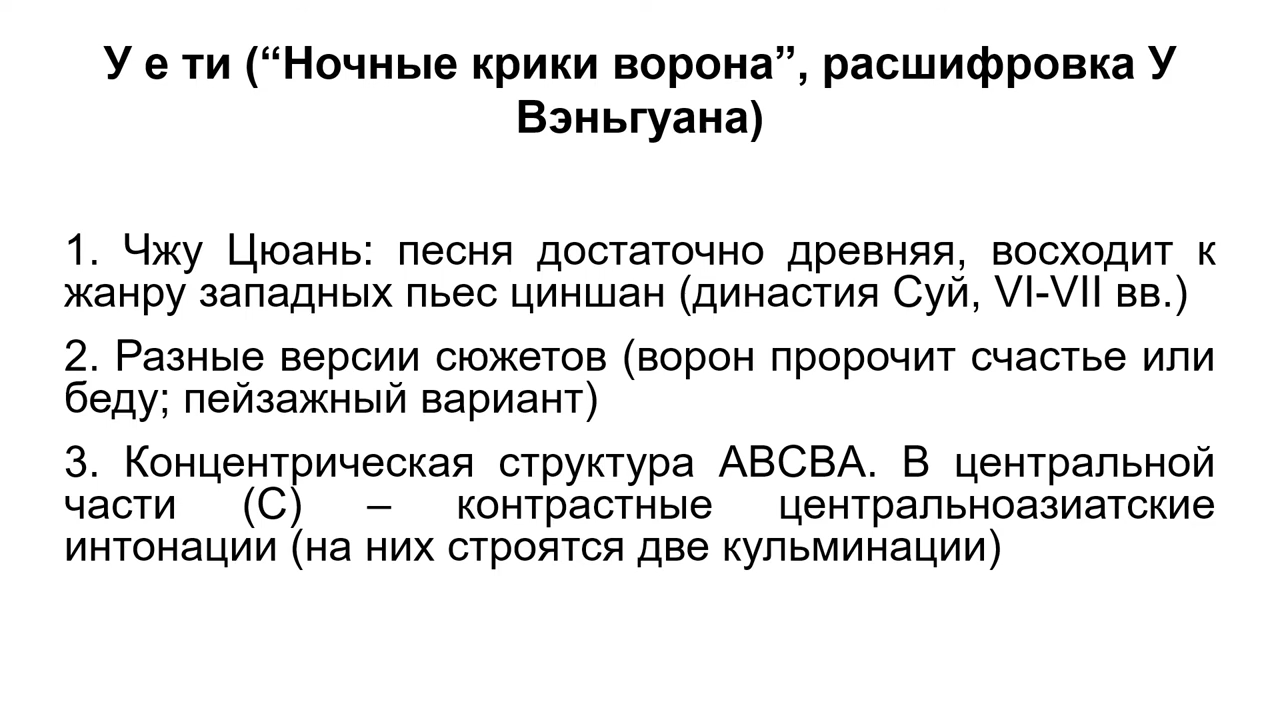 У е ти (“Ночные крики ворона”, расшифровка У
Вэньгуана)
1. Чжу Цюань: песня достаточно древняя, восходит к
жанру западных пьес циншан (династия Суй, VI-VII вв.)
2. Разные версии сюжетов (ворон пророчит счастье или
беду; пейзажный вариант)
3. Концентрическая структура АВСВА. В центральной
части (С) – контрастные центральноазиатские
интонации (на них строятся две кульминации)